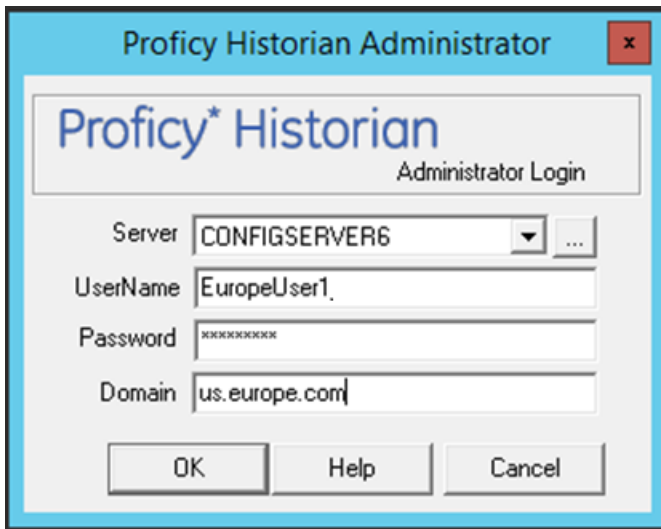 Proficy Historian Administrator x
Proficy* Historian
Administrator Login
Server CONFIGSERVER6 ...
UserName EuropeUser1.
Password *********
Domain us.europe.com
OK Help Cancel